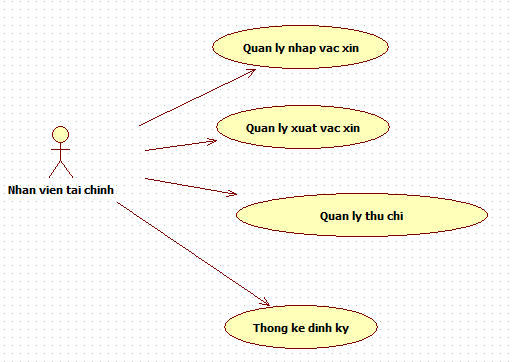 Quan ly nhap vac xin
Quan ly xuat vac xin
Nhan vien tai chinh
Quan ly thu chi
Thong ke dinh ky